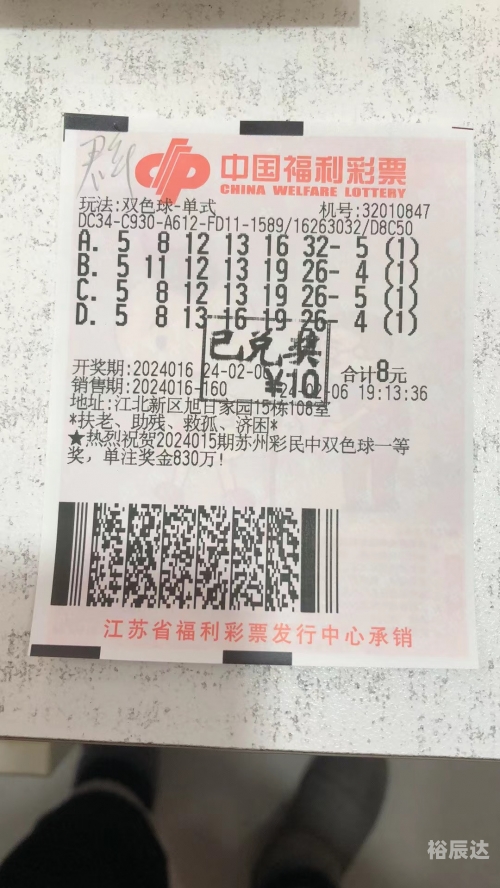 中国福利彩票
CHINA WELFARE LOTTERY
玩法:双色球-单式 机号:32010847
DC34-C930-A612-FD11-1589/16263032/D8C50
A. 5 8 12 13 16 32- 5 (1)
B. 5 11 12 13 19 26- 4 (1)
C. 5 8 12 13 19 26- 5 (1)
D. 5 8 13 16 19 26- 4 (1)
已兑奖
¥10
开奖期:2024016 24-02-0 合计8元
销售期:2024016-160 24-02-06 19:13:36
地址:江北新区旭日家园15栋108室
*扶老、助残、救孤、济困*
★热烈祝贺2024015期苏州彩民中双色球一等
奖，单注奖金830万!
江苏省福利彩票发行中心承销
裕辰达